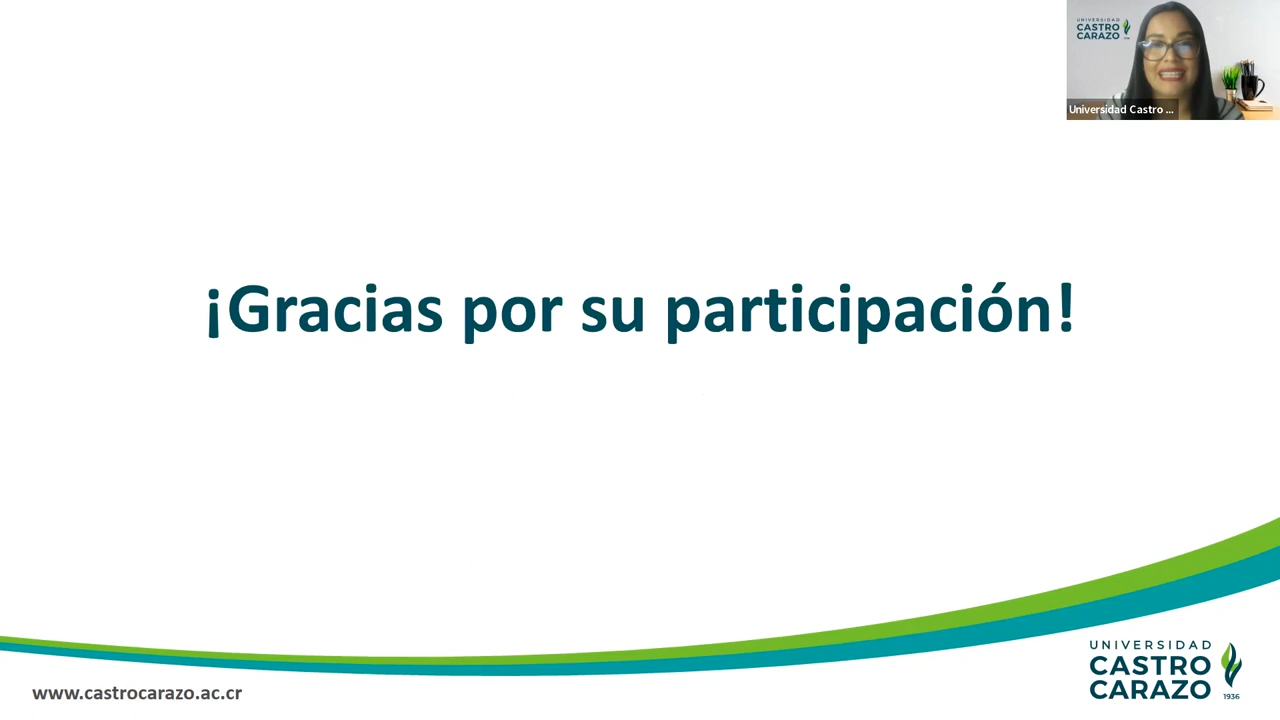 UNIVERSIDAD
CASTRO
CARAZO
Universidad Castro ...
¡Gracias por su participación!
www.castrocarazo.ac.cr
UNIVERSIDAD
CASTRO
CARAZO
1936